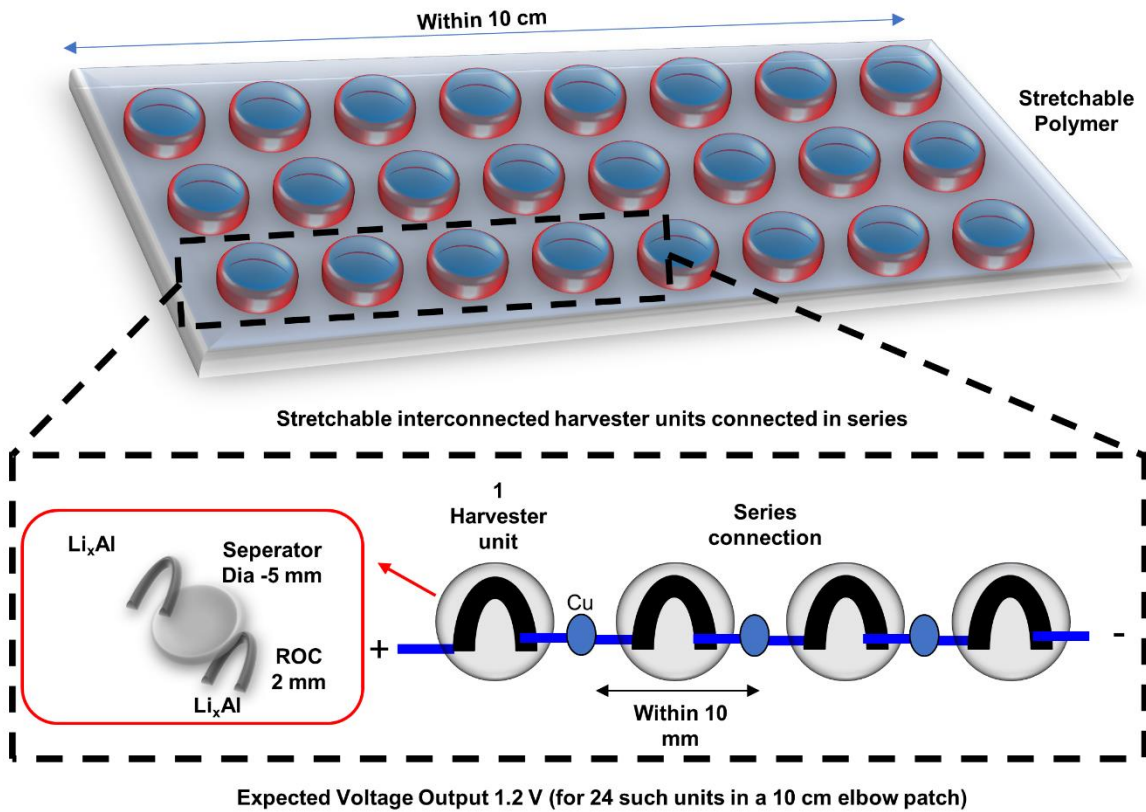 Within 10 cm
Stretchable
Polymer
Stretchable interconnected harvester units connected in series
1
Harvester
unit
Series
connection
LixAl
Seperator
Dia -5 mm
ROC
2 mm
LixAl
Cu
+
-
Within 10
mm
Expected Voltage Output 1.2 V (for 24 such units in a 10 cm elbow patch)